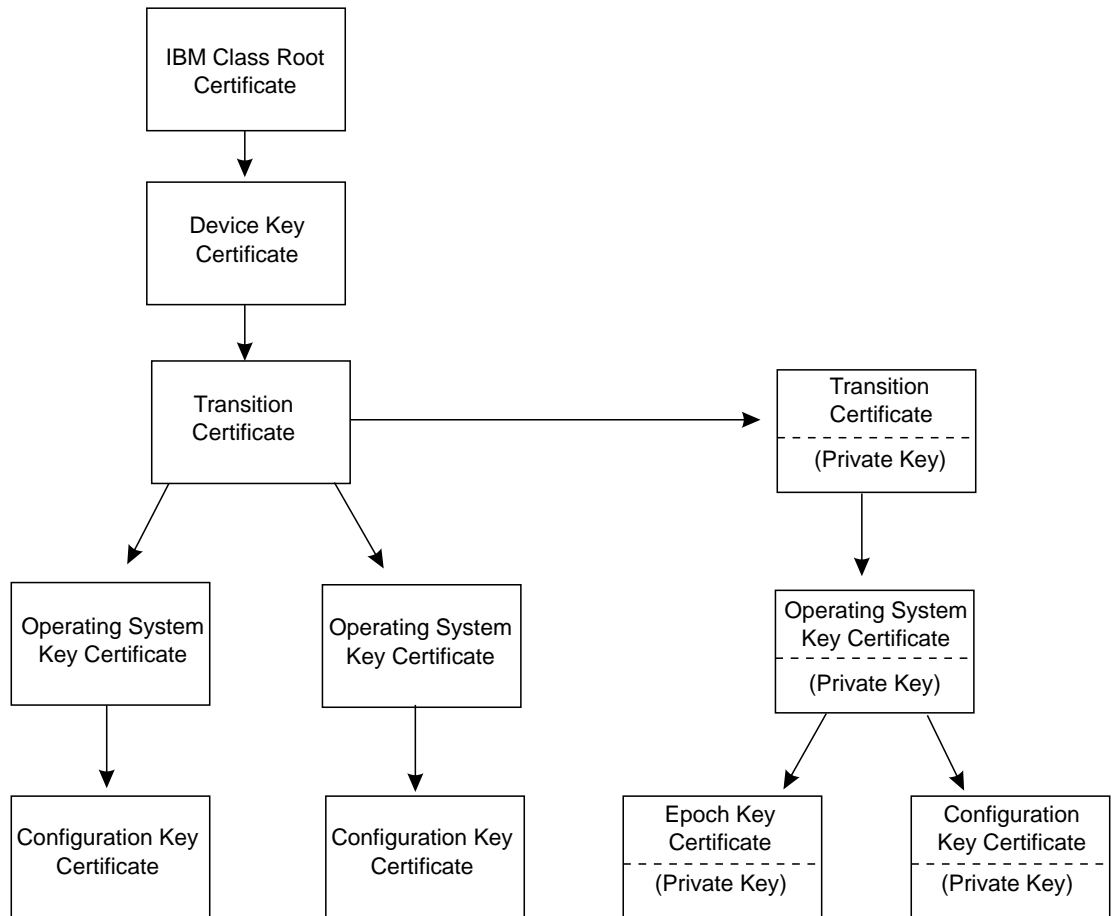 IBM Class Root
Certificate
Device Key
Certificate
Transition
Certificate
Transition
Certificate
(Private Key)
Operating System
Key Certificate
Operating System
Key Certificate
Operating System
Key Certificate
(Private Key)
Configuration Key
Certificate
Configuration Key
Certificate
Epoch Key
Certificate
(Private Key)
Configuration
Key Certificate
(Private Key)